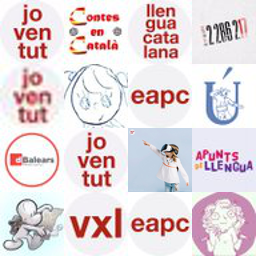 jo
ven
tut
Contes
en
Català
llen
gua
cata
lana
jo
ven
tut
eapc
Ú
Balears
jo
ven
tut
APUNTS
DE LLENGUA
vxl
eapc